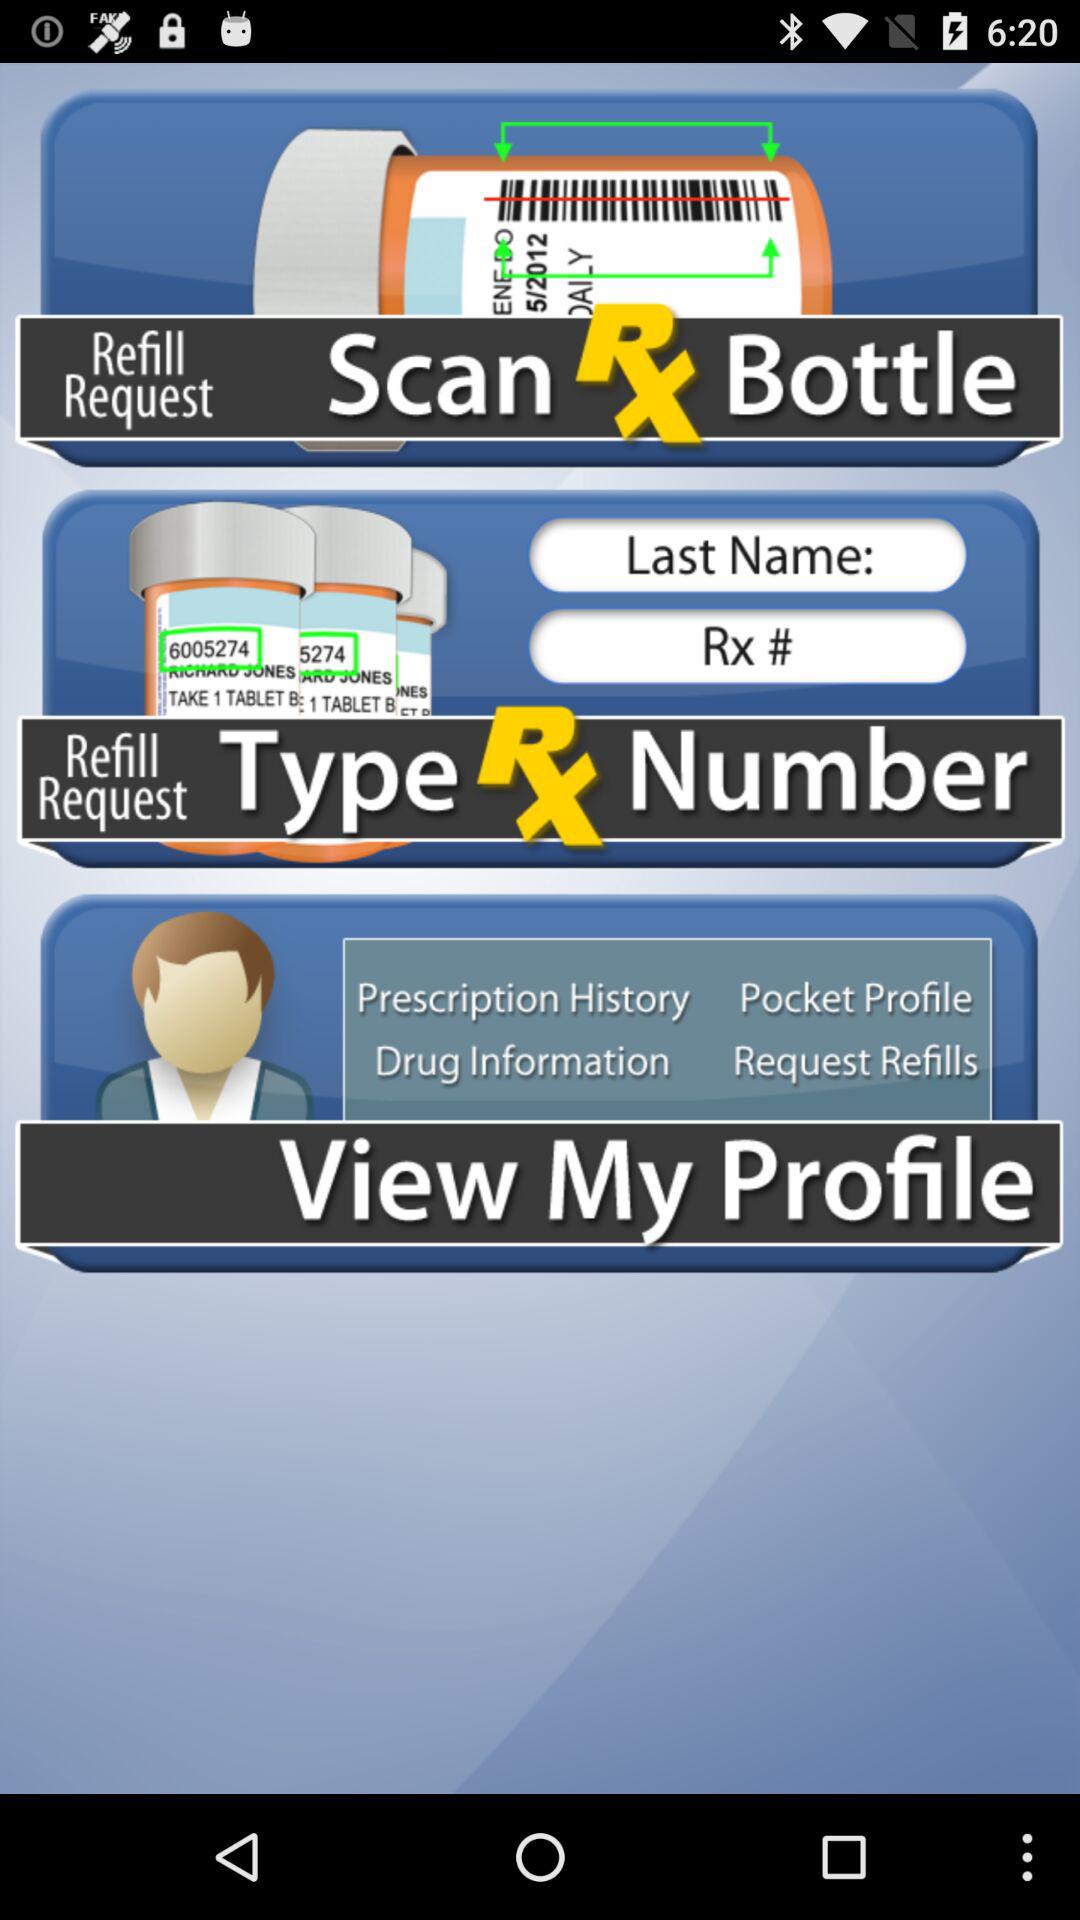 FAKE
6:20
5/2012
DAILY
Refill
Request
Scan Rx Bottle
Last Name:
Rx #
6005274
RICHARD JONES
TAKE 1 TABLET B
5274
ARD JONES
E 1 TABLET B
ONES
ET P
Refill
Request
Type Rx Number
Prescription History
Pocket Profile
Drug Information
Request Refills
View My Profile